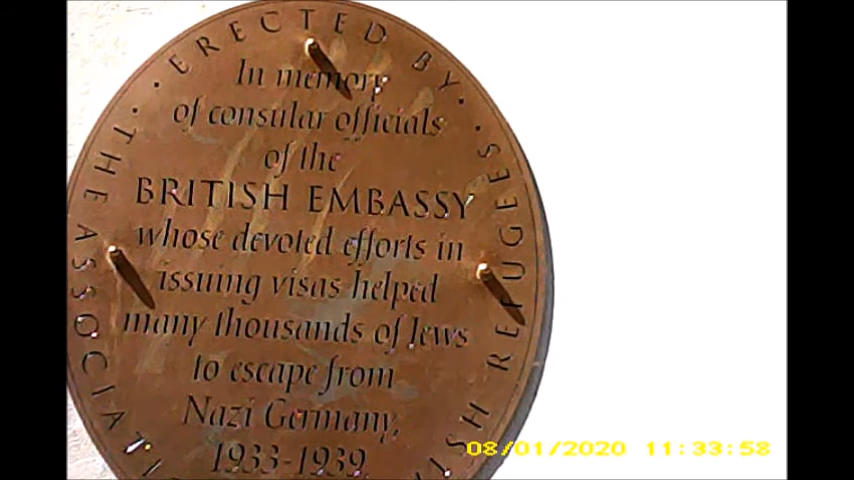 ERECTED BY
THE ASSOCIATI
ISH REFUGEES
In memory
of consular officials
of the
BRITISH EMBASSY
whose devoted efforts in
issuing visas helped
many thousands of Jews
to escape from
Nazi Germany,
1933-1939
08/01/2020 11:33:58